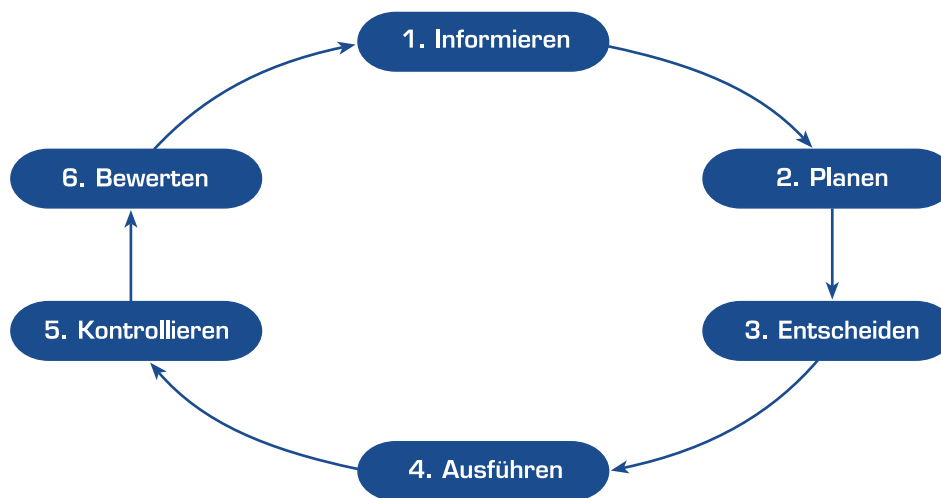 1. Informieren
2. Planen
3. Entscheiden
4. Ausführen
5. Kontrollieren
6. Bewerten